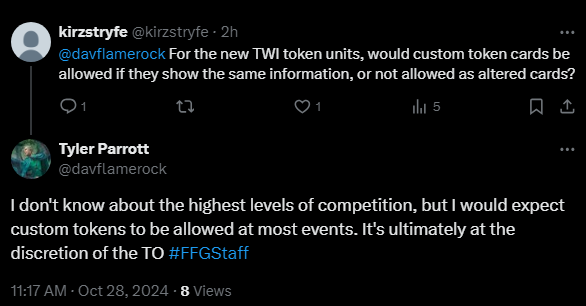 kirzstryfe @kirzstryfe · 2h
@davflamerock For the new TWI token units, would custom token cards be
allowed if they show the same information, or not allowed as altered cards?
1 1 5
Tyler Parrott
@davflamerock
I don't know about the highest levels of competition, but I would expect
custom tokens to be allowed at most events. It's ultimately at the
discretion of the TO #FFGStaff
11:17 AM · Oct 28, 2024 · 8 Views